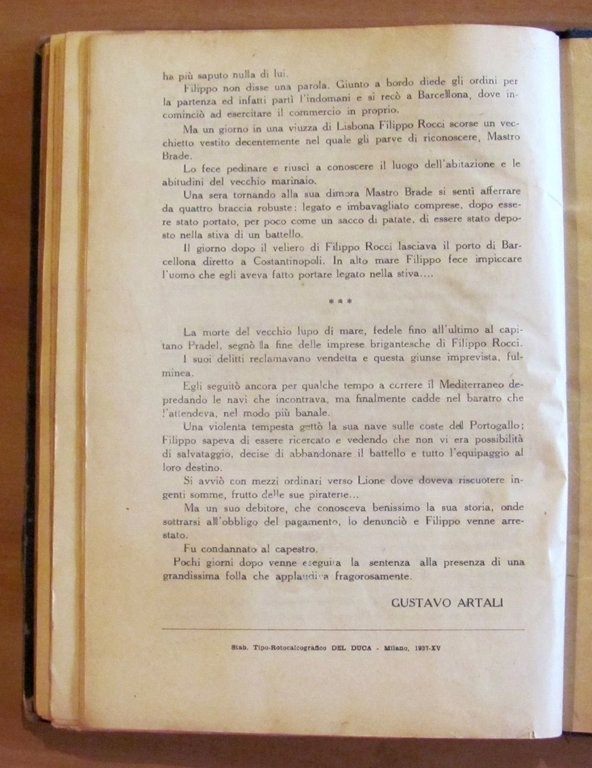 ha più saputo nulla di lui.
Filippo non disse una parola. Giunto a bordo diede gli ordini per
la partenza ed infatti partì l'indomani e si recò a Barcellona, dove in-
cominciò ad esercitare il commercio in proprio.
Ma un giorno in una viuzza di Lisbona Filippo Rocci scorse un vec-
chietto vestito decentemente nel quale gli parve di riconoscere, Mastro
Brade.
Lo fece pedinare e riuscì a conoscere il luogo dell'abitazione e le
abitudini del vecchio marinaio.
Una sera tornando alla sua dimora Mastro Brade si sentì afferrare
da quattro braccia robuste: legato e imbavagliato comprese, dopo esse-
re stato portato, per poco come un sacco di patate, di essere stato depo-
sto nella stiva di un battello.
Il giorno dopo il veliero di Filippo Rocci lasciava il porto di Bar-
cellona diretto a Costantinopoli. In alto mare Filippo fece impiccare
l'uomo che egli aveva fatto portare legato nella stiva....
* * *
La morte del vecchio lupo di mare, fedele fino all'ultimo al capi-
tano Pradel, segnò la fine delle imprese brigantesche di Filippo Rocci.
I suoi delitti reclamavano vendetta e questa giunse imprevista, ful-
minea.
Egli seguitò ancora per qualche tempo a correre il Mediterraneo de-
predando le navi che incontrava, ma finalmente cadde nel baratro che
l'attendeva, nel modo più banale.
Una violenta tempesta gettò la sua nave sulle coste del Portogallo;
Filippo sapeva di essere ricercato e vedendo che non vi era possibilità
di salvataggio, decise di abbandonare il battello e tutto l'equipaggio al
loro destino.
Si avviò con mezzi ordinari verso Lione dove doveva riscuotere in-
genti somme, frutto delle sue piraterie...
Ma un suo debitore, che conosceva benissimo la sua storia, onde
sottrarsi all'obbligo del pagamento, lo denunciò e Filippo venne arre-
stato.
Fu condannato al capestro.
Pochi giorni dopo venne eseguita la sentenza alla presenza di una
grandissima folla che applaudiva fragorosamente.
GUSTAVO ARTALI
Stab. Tipo-Rotocalcografico DEL DUCA - Milano, 1937-XV